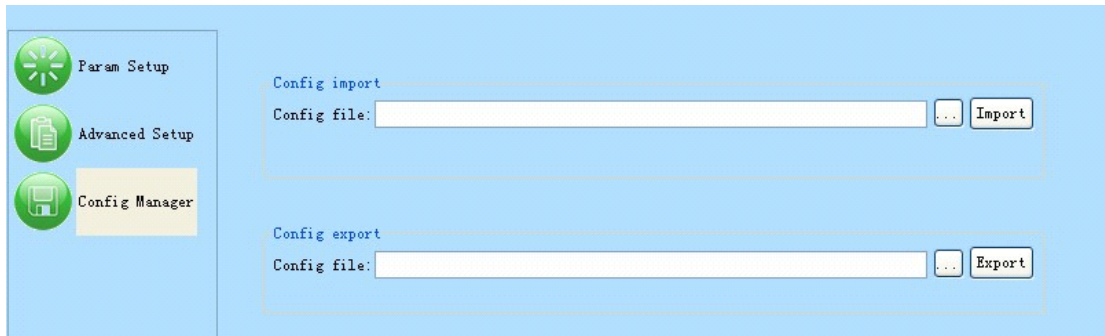 Param Setup
Advanced Setup
Config Manager
Config import
Config file: ... Import
Config export
Config file: ... Export